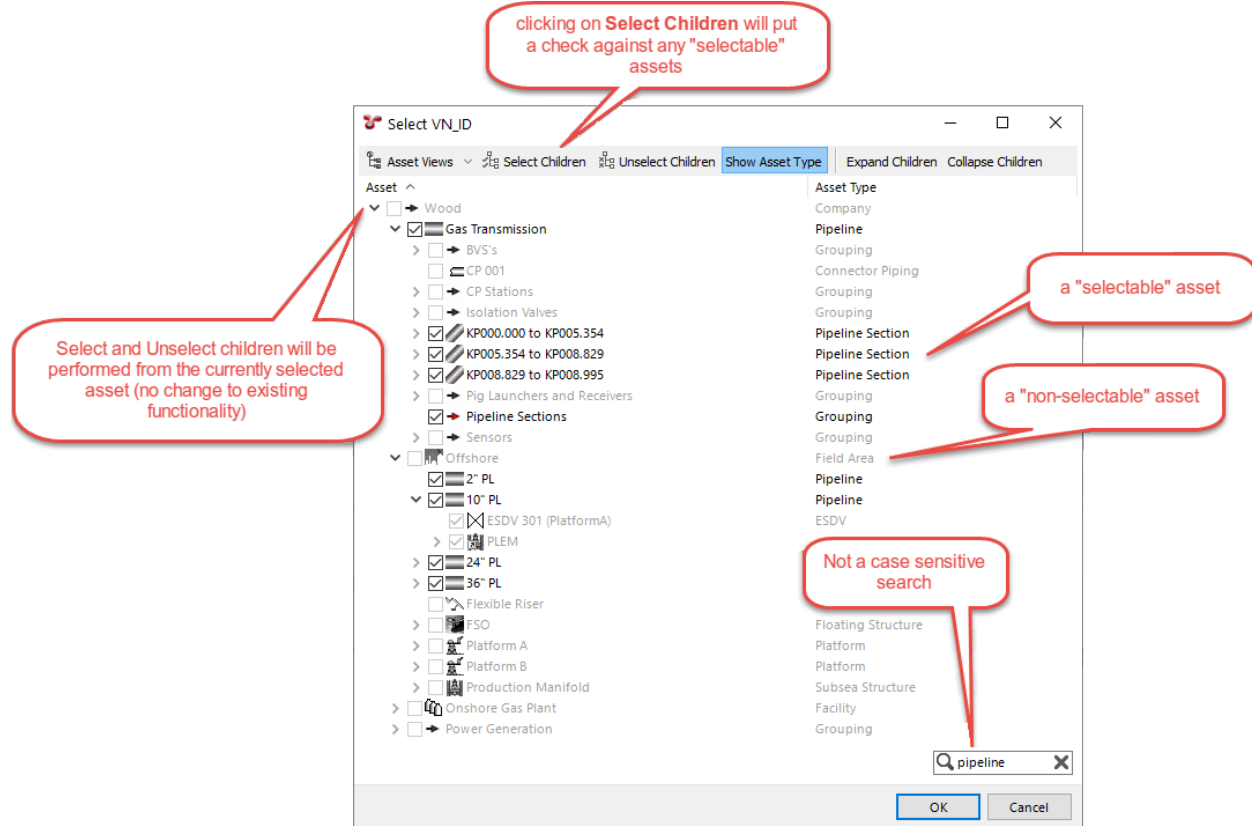 clicking on Select Children will put
a check against any "selectable"
assets
Select VN_ID
Asset Views Select Children Unselect Children Show Asset Type Expand Children Collapse Children
Asset Asset Type
Wood Company
Gas Transmission Pipeline
BVS's Grouping
CP 001 Connector Piping
CP Stations Grouping
Isolation Valves Grouping
KP000.000 to KP005.354 Pipeline Section
KP005.354 to KP008.829 Pipeline Section
KP008.829 to KP008.995 Pipeline Section
Pig Launchers and Receivers Grouping
Pipeline Sections Grouping
Sensors Grouping
Offshore Field Area
2" PL Pipeline
10" PL Pipeline
ESDV 301 (PlatformA) ESDV
PLEM
24" PL
36" PL
Flexible Riser
FSO Floating Structure
Platform A Platform
Platform B Platform
Production Manifold Subsea Structure
Onshore Gas Plant Facility
Power Generation Grouping
pipeline
OK Cancel
Select and Unselect children will be
performed from the currently selected
asset (no change to existing
functionality)
a "selectable" asset
a "non-selectable" asset
Not a case sensitive
search